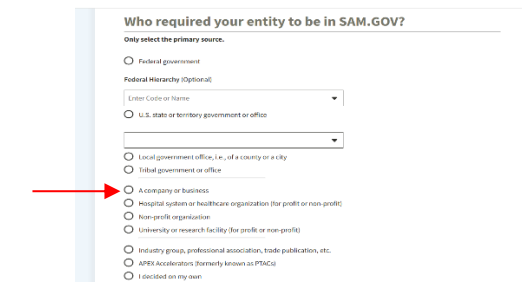 Who required your entity to be in SAM.GOV?
Only select the primary source.
Federal government
Federal Hierarchy (Optional)
Enter Code or Name
U.S. state or territory government or office
Local government office, i.e., of a county or a city
Tribal government or office
A company or business
Hospital system or healthcare organization (for profit or non-profit)
Non-profit organization
University or research facility (for profit or non-profit)
Industry group, professional association, trade publication, etc.
APEX Accelerators (formerly known as PTACs)
I decided on my own